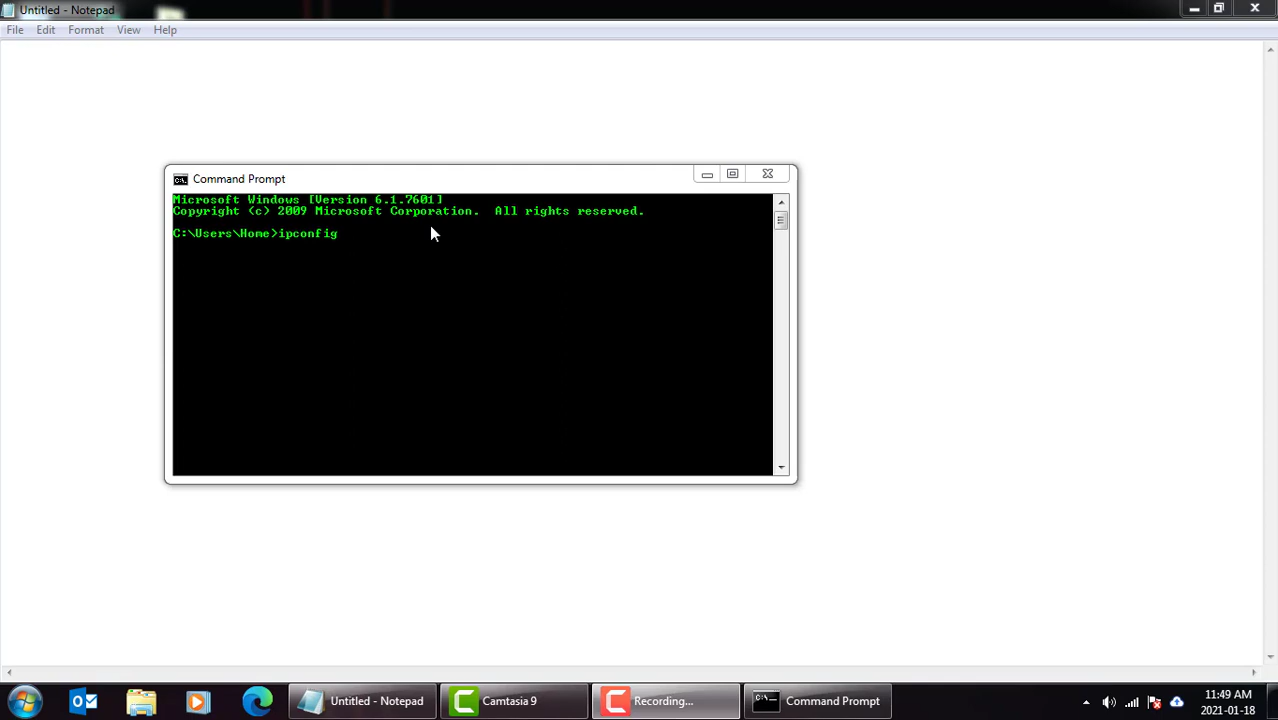 Untitled - Notepad
File Edit Format View Help
Command Prompt
Microsoft Windows [Version 6.1.7601]
Copyright (c) 2009 Microsoft Corporation.  All rights reserved.
C:\Users\Home>ipconfig
Untitled - Notepad
Camtasia 9
Recording...
Command Prompt
11:49 AM
2021-01-18